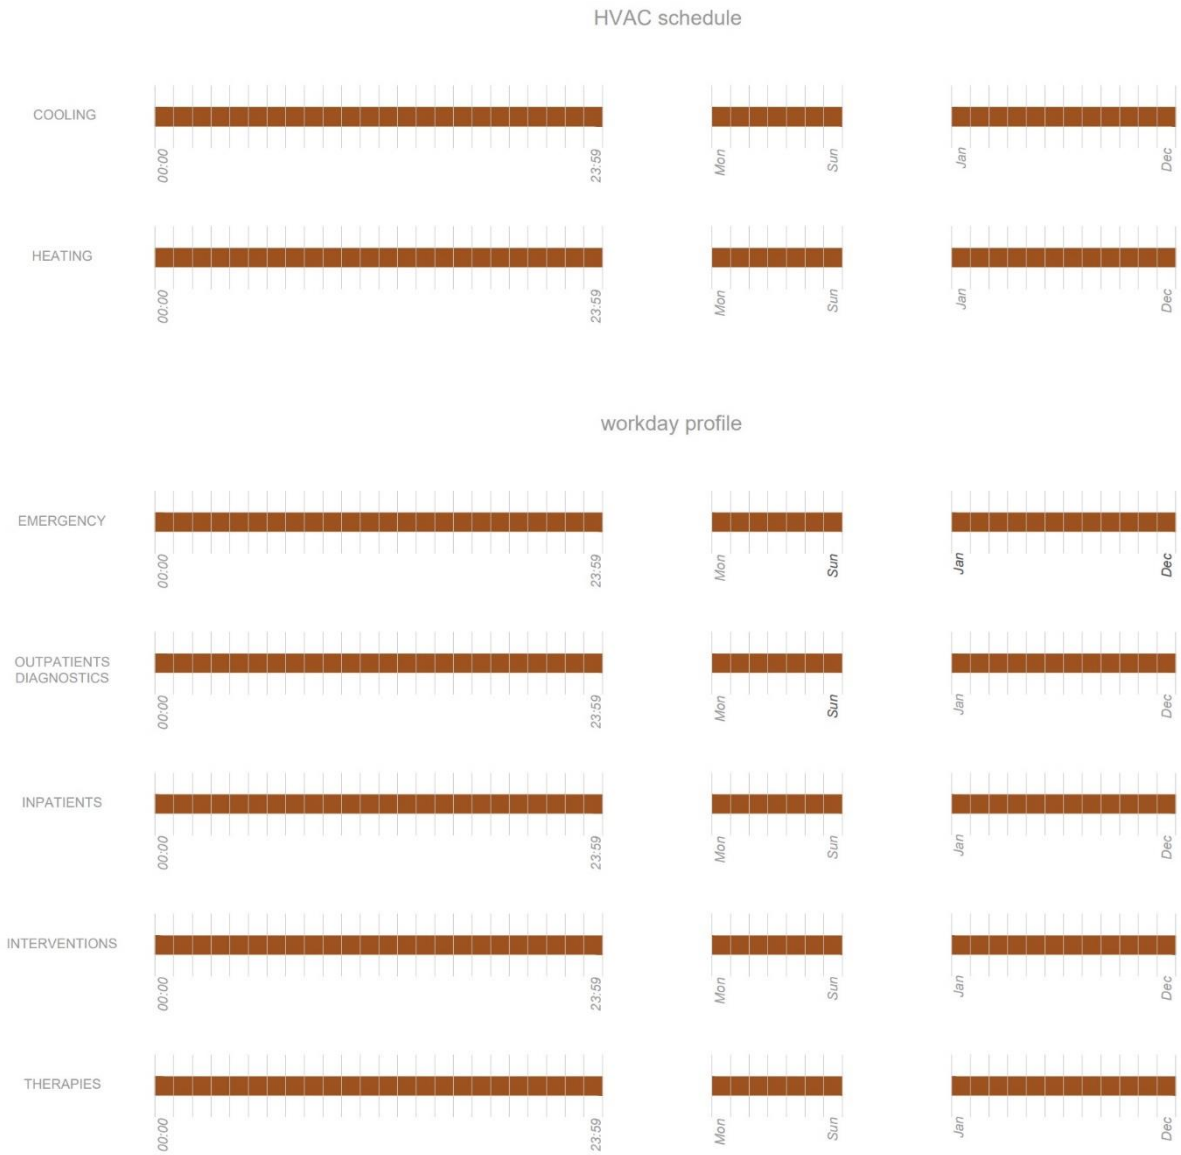 HVAC schedule
COOLING
00:00
23:59
Mon
Sun
Jan
Dec
HEATING
00:00
23:59
Mon
Sun
Jan
Dec
workday profile
EMERGENCY
00:00
23:59
Mon
Sun
Jan
Dec
OUTPATIENTS
DIAGNOSTICS
00:00
23:59
Mon
Sun
Jan
Dec
INPATIENTS
00:00
23:59
Mon
Sun
Jan
Dec
INTERVENTIONS
00:00
23:59
Mon
Sun
Jan
Dec
THERAPIES
00:00
23:59
Mon
Sun
Jan
Dec